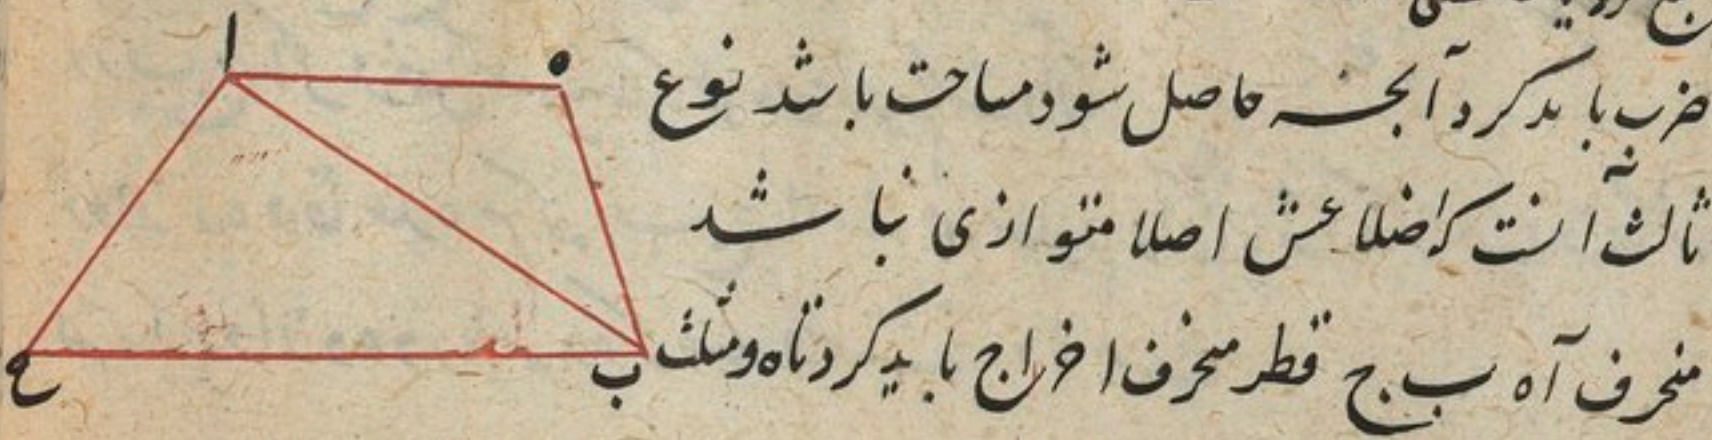 ضرب باید کرد آنچه حاصل شود مساحت باشد نوع
ثالث آنست که اضلاعش اصلا متوازی نباشد
منحرف آه ب ج قطر منحرف اخراج باید کرد تا دو مثلث
ا
ه
ب
ج